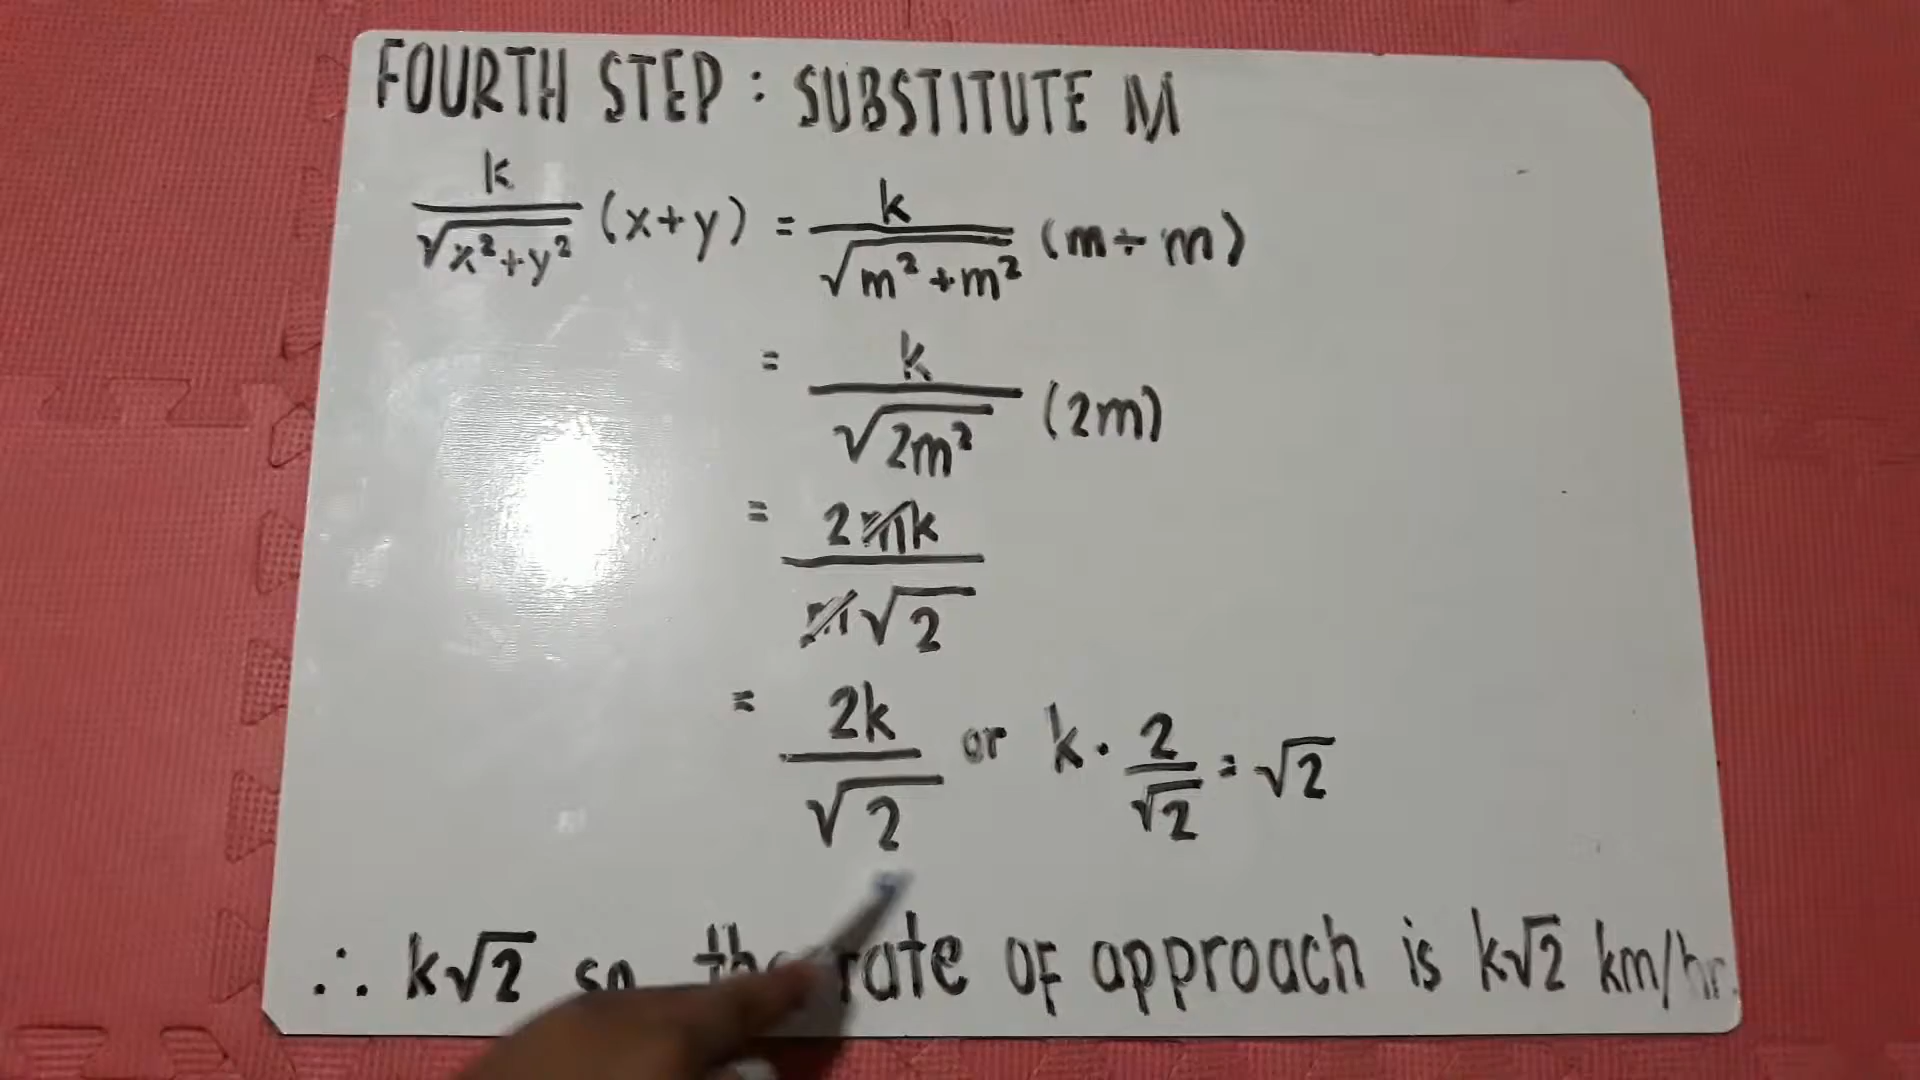 FOURTH STEP : SUBSTITUTE M
k/√(x²+y²) (x+y) = k/√(m²+m²) (m÷m)
= k/√(2m²) (2m)
= 2mk/m√2
= 2k/√2 or k · 2/√2 = √2
∴ k√2 so the rate of approach is k√2 km/hr.